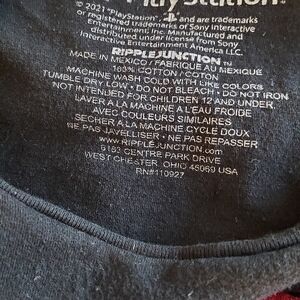 PlayStation
© 2021 "PlayStation", and are trademarks
or registered trademarks of Sony Interactive
Entertainment Inc. Manufactured and
distributed under license from Sony
Interactive Entertainment America LLC.
RIPPLE JUNCTION™
MADE IN MEXICO / FABRIQUE AU MEXIQUE
100% COTTON / COTON
MACHINE WASH COLD WITH LIKE COLORS
TUMBLE DRY LOW • DO NOT BLEACH • DO NOT IRON
NOT INTENDED FOR CHILDREN 12 AND UNDER.
LAVER A LA MACHINE A L'EAU FROIDE
AVEC COULEURS SIMILAIRES
SECHER A LA MACHINE CYCLE DOUX
NE PAS JAVELLISER • NE PAS REPASSER
www.RIPPLEJUNCTION.com
CENTRE PARK DRIVE
WEST CHESTER, OHIO 45069 USA
RN#110927